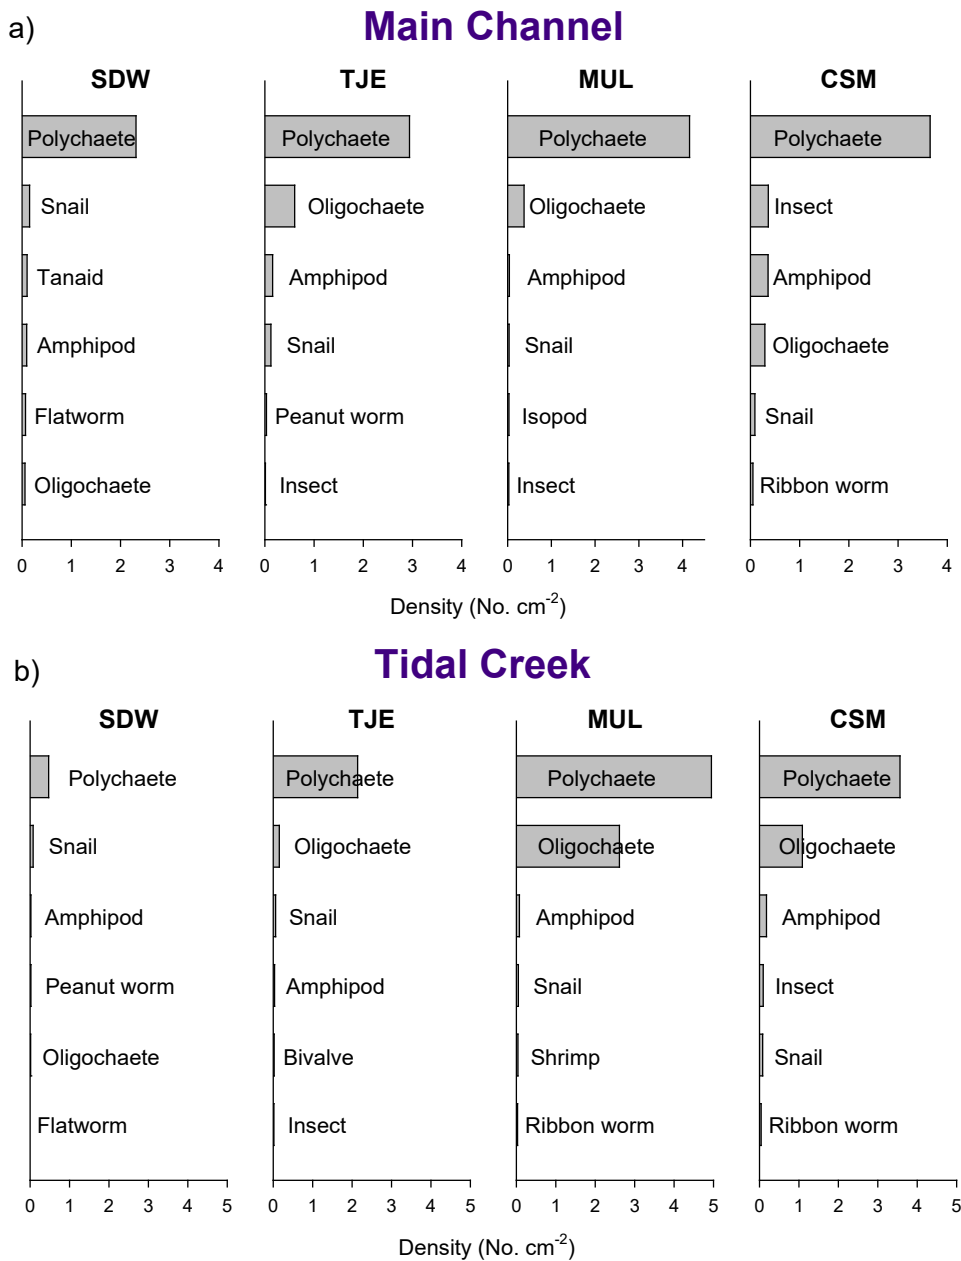 a)
Main Channel
SDW TJE MUL CSM
Polychaete Polychaete Polychaete Polychaete
Snail Oligochaete Oligochaete Insect
Tanaid Amphipod Amphipod Amphipod
Amphipod Snail Snail Oligochaete
Flatworm Peanut worm Isopod Snail
Oligochaete Insect Insect Ribbon worm
0 1 2 3 4 0 1 2 3 4 0 1 2 3 4 0 1 2 3 4
Density (No. cm⁻²)
b)
Tidal Creek
SDW TJE MUL CSM
Polychaete Polychaete Polychaete Polychaete
Snail Oligochaete Oligochaete Oligochaete
Amphipod Snail Amphipod Amphipod
Peanut worm Amphipod Snail Insect
Oligochaete Bivalve Shrimp Snail
Flatworm Insect Ribbon worm Ribbon worm
0 1 2 3 4 5 0 1 2 3 4 5 0 1 2 3 4 5 0 1 2 3 4 5
Density (No. cm⁻²)